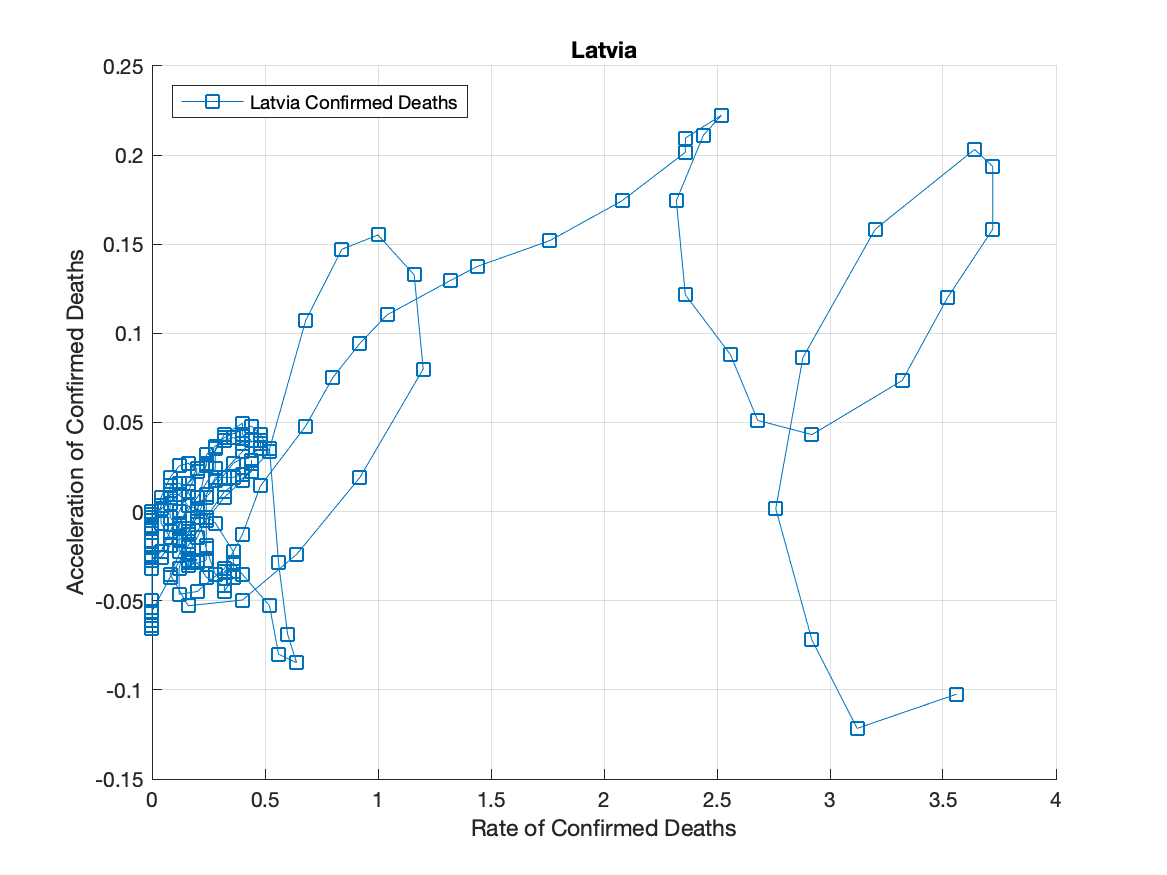 Latvia
Latvia Confirmed Deaths
0.25
0.2
0.15
0.1
0.05
0
-0.05
-0.1
-0.15
Acceleration of Confirmed Deaths
0 0.5 1 1.5 2 2.5 3 3.5 4
Rate of Confirmed Deaths